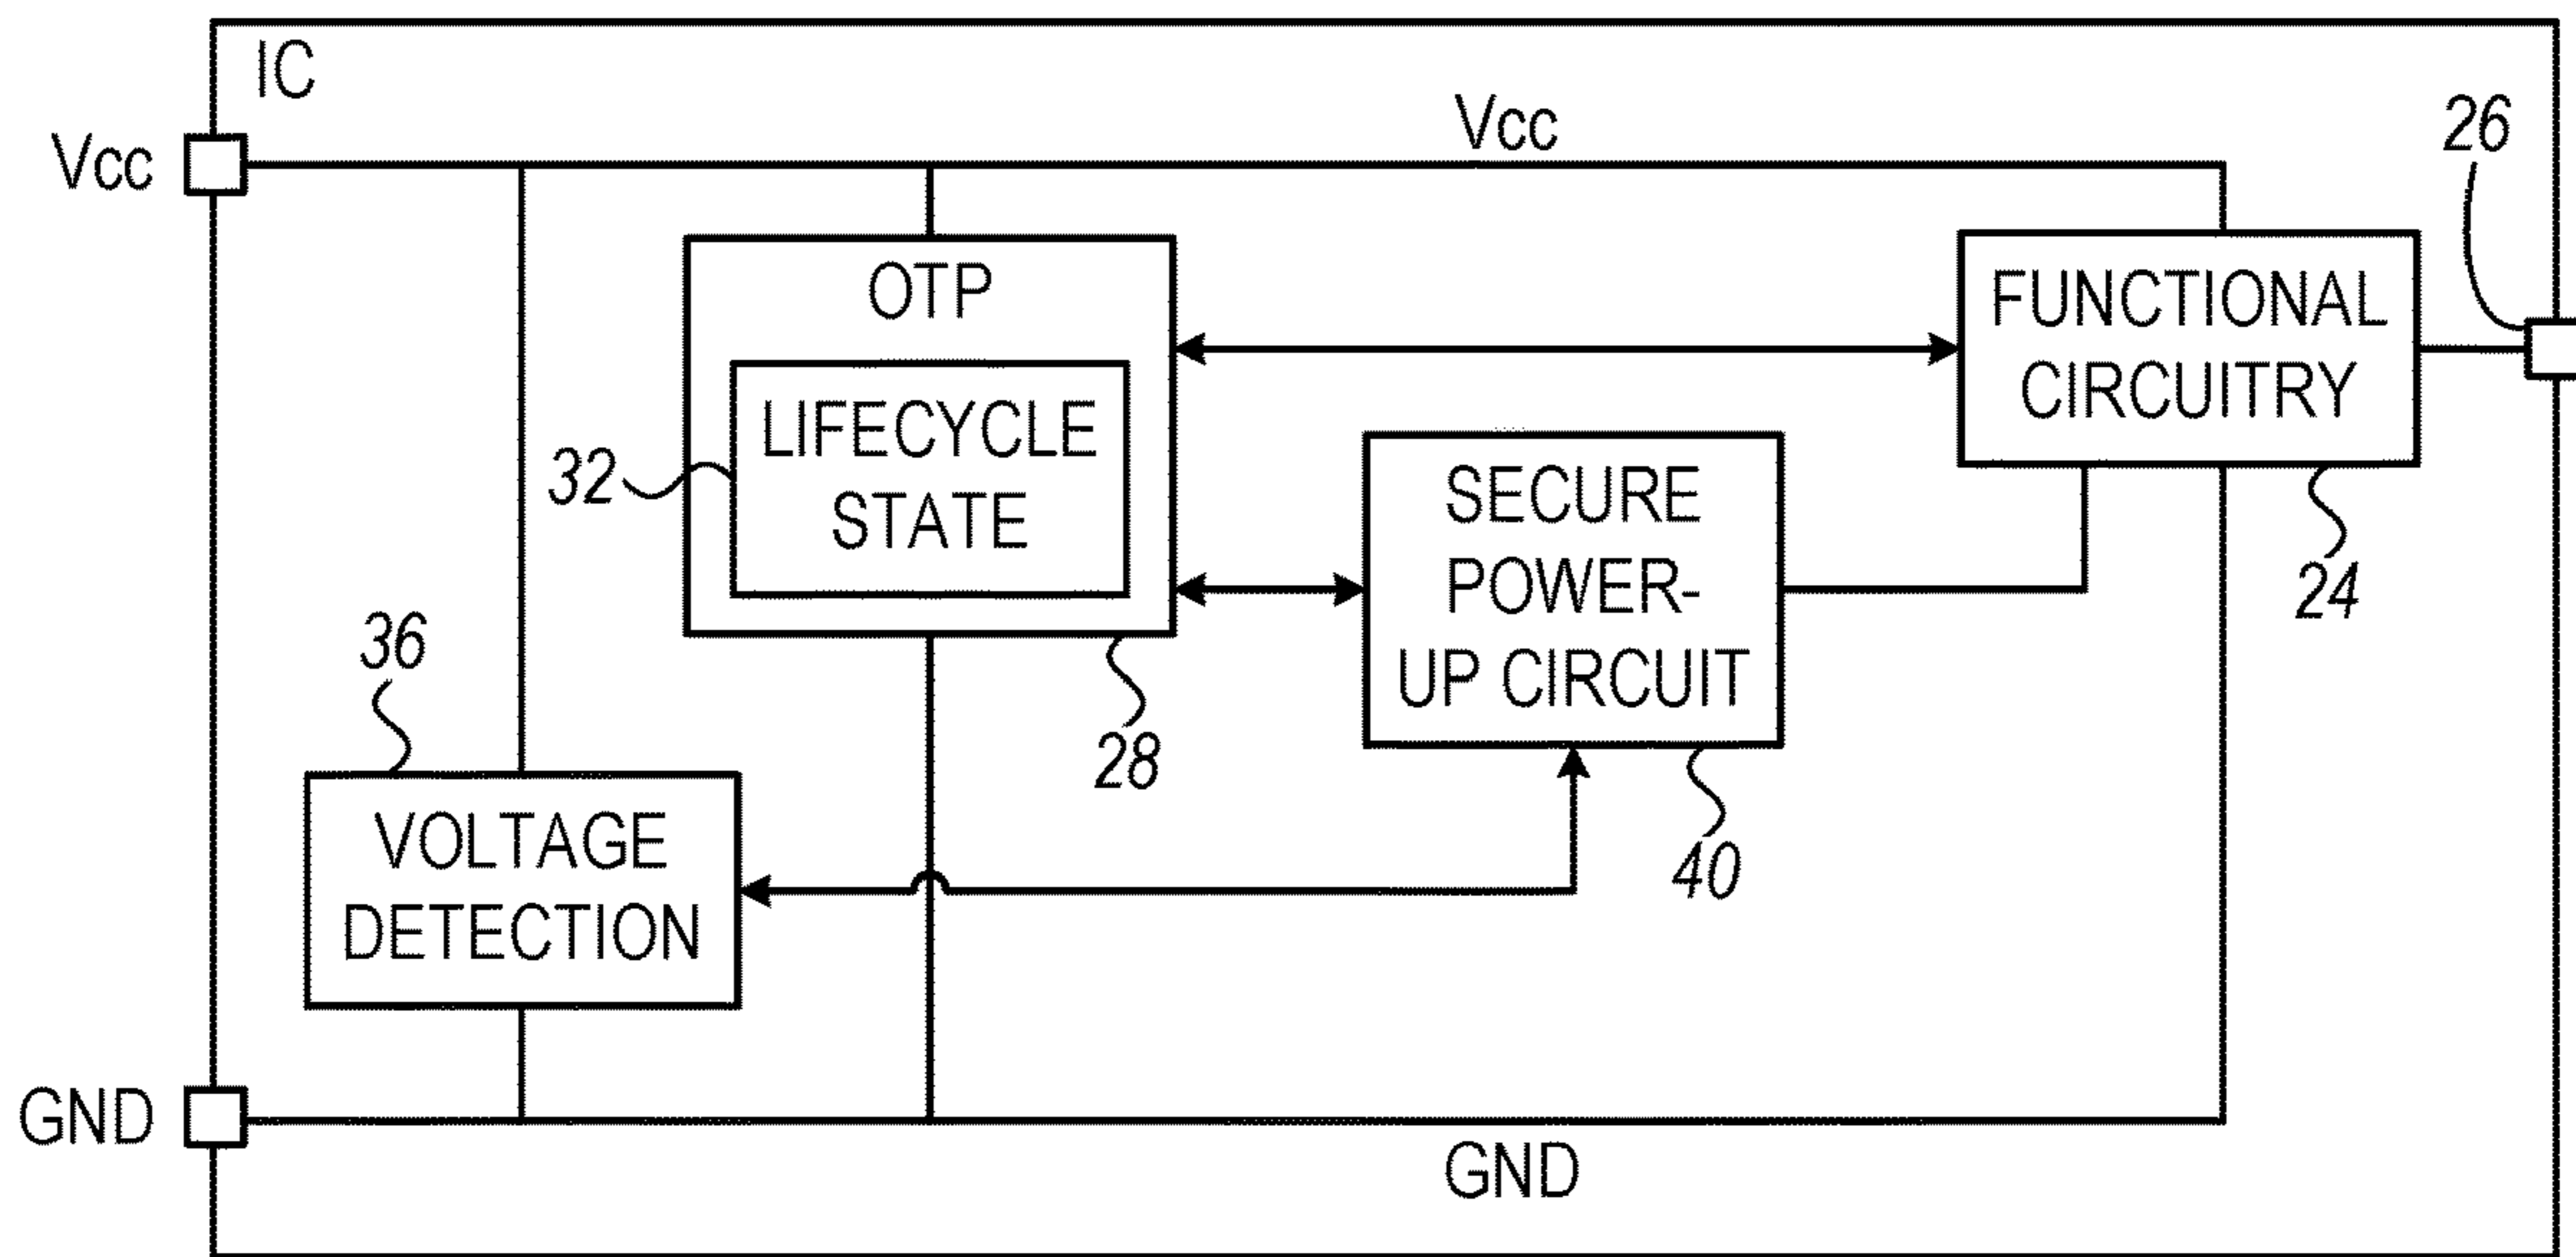 IC
Vcc
Vcc
26
OTP
FUNCTIONAL
CIRCUITRY
LIFECYCLE
STATE
32
SECURE
POWER-
UP CIRCUIT
24
36
28
VOLTAGE
DETECTION
40
GND
GND